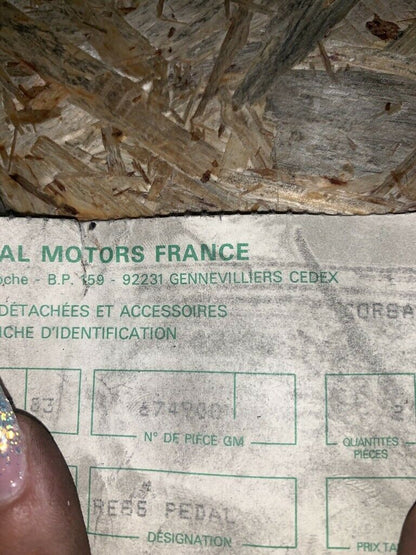 AL MOTORS FRANCE
oche - B.P. 159 - 92231 GENNEVILLIERS CEDEX
DÉTACHÉES ET ACCESSOIRES
ICHE D'IDENTIFICATION
CORSA
83
674900
N° DE PIÈCE GM
QUANTITÉS
PIÈCES
PEDAL
DÉSIGNATION
PRIX TA